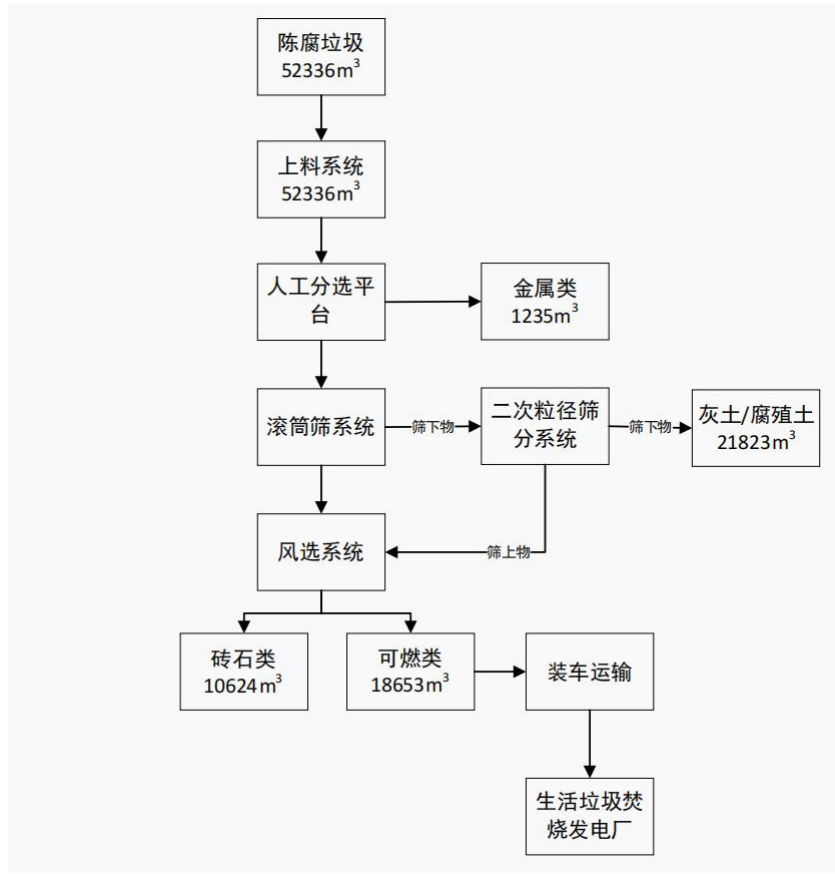 陈腐垃圾
52336m³
上料系统
52336m³
人工分选平
台
金属类
1235m³
滚筒筛系统
筛下物
二次粒径筛
分系统
筛下物
灰土/腐殖土
21823m³
风选系统
筛上物
砖石类
10624m³
可燃类
18653m³
装车运输
生活垃圾焚
烧发电厂